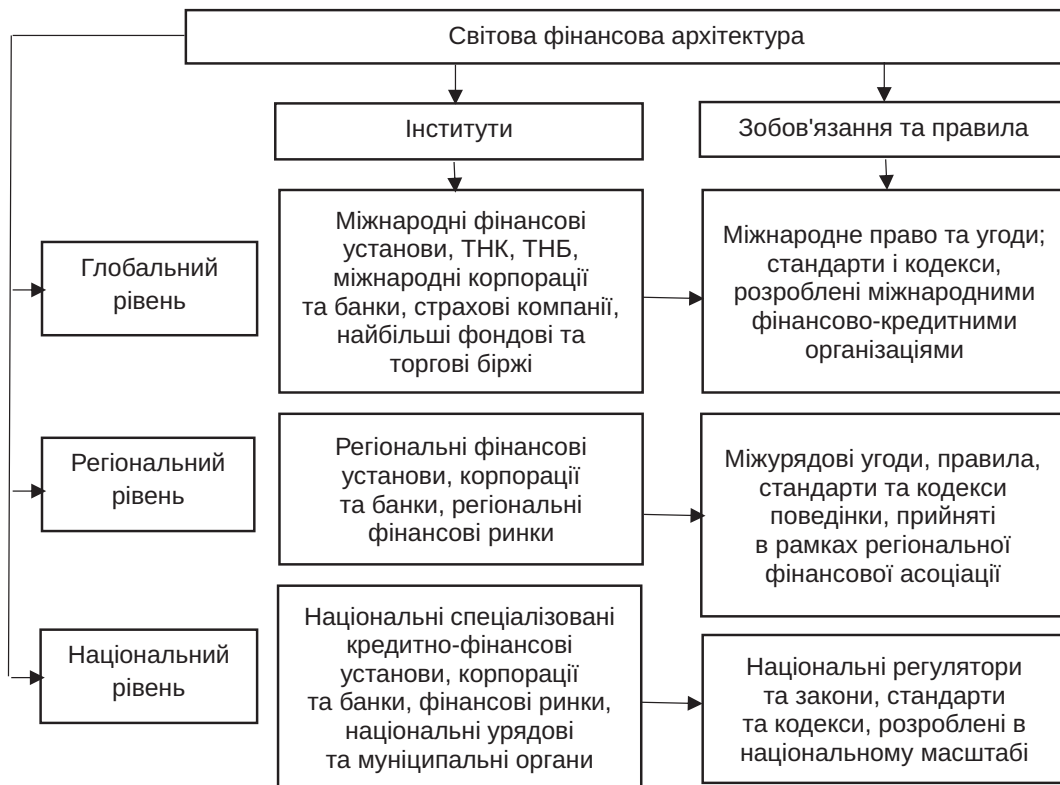 Світова фінансова архітектура
Інститути
Зобов'язання та правила
Глобальний
рівень
Міжнародні фінансові
установи, ТНК, ТНБ,
міжнародні корпорації
та банки, страхові компанії,
найбільші фондові та
торгові біржі
Міжнародне право та угоди;
стандарти і кодекси,
розроблені міжнародними
фінансово-кредитними
організаціями
Регіональний
рівень
Регіональні фінансові
установи, корпорації
та банки, регіональні
фінансові ринки
Міжурядові угоди, правила,
стандарти та кодекси
поведінки, прийняті
в рамках регіональної
фінансової асоціації
Національний
рівень
Національні спеціалізовані
кредитно-фінансові
установи, корпорації
та банки, фінансові ринки,
національні урядові
та муніципальні органи
Національні регулятори
та закони, стандарти
та кодекси, розроблені в
національному масштабі